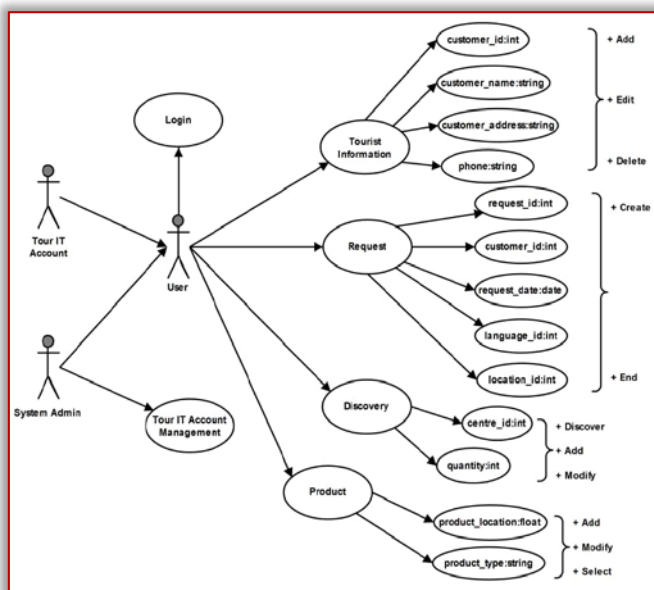 customer_id:int
+ Add
customer_name:string
+ Edit
Login
customer_address:string
Tourist
Information
phone:string
+ Delete
request_id:int
+ Create
Tour IT
Account
User
Request
customer_id:int
request_date:date
language_id:int
location_id:int
+ End
System Admin
Tour IT Account
Management
Discovery
centre_id:int
+ Discover
+ Add
quantity:int
+ Modify
Product
product_location:float
+ Add
+ Modify
product_type:string
+ Select